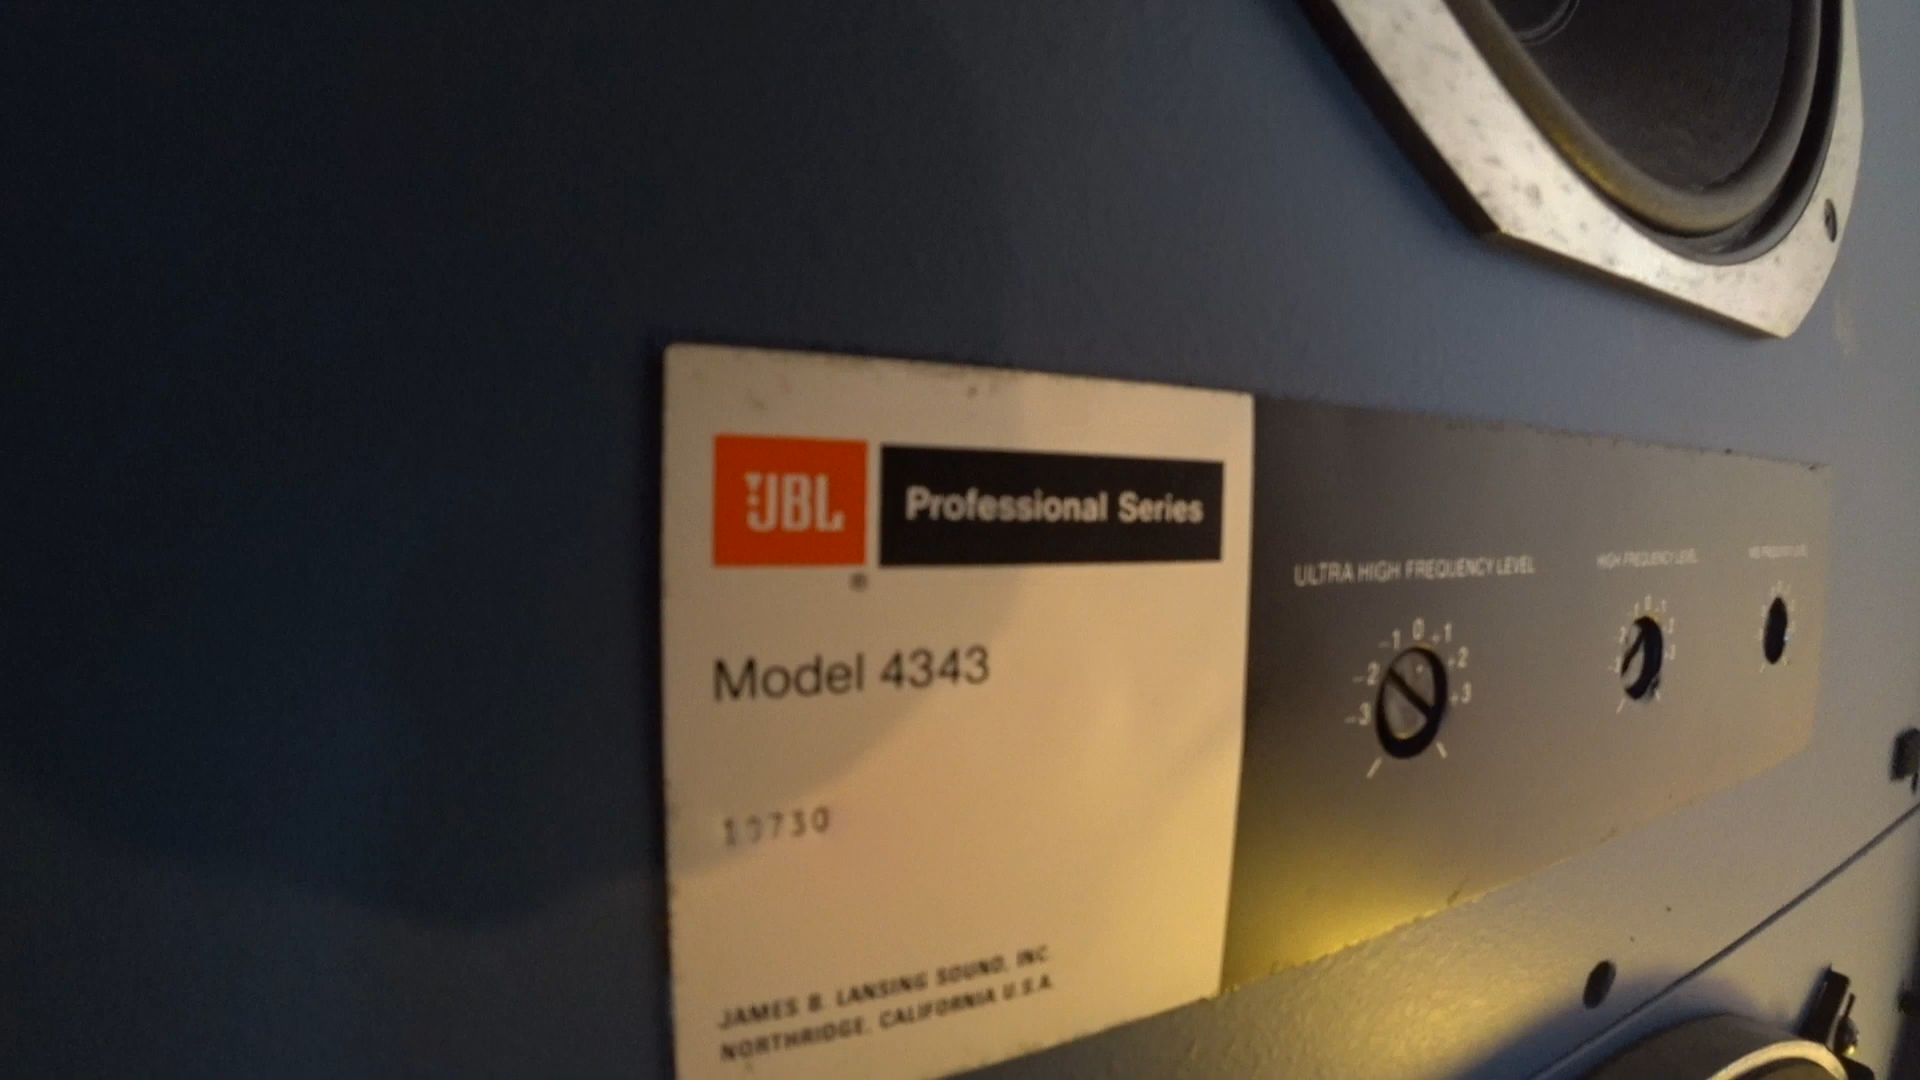 JBL Professional Series
®
Model 4343
JAMES B. LANSING SOUND, INC.
NORTHRIDGE, CALIFORNIA U.S.A.
ULTRA HIGH FREQUENCY LEVEL
-3 -2 -1 0 +1 +2 +3
HIGH FREQUENCY LEVEL